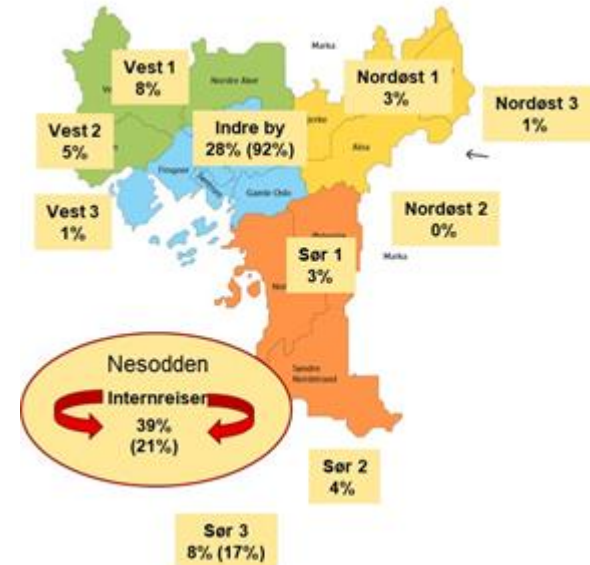 Marka
Vest 1
8%
Nordre Aker
Nordøst 1
3%
Nordøst 3
1%
Vest 2
5%
Indre by
28% (92%)
Alna
Frogner
Gamle Oslo
Vest 3
1%
Nordøst 2
0%
Sør 1
3%
Marka
Nesodden
Internreiser
39%
(21%)
Søndre
Nordstrand
Sør 2
4%
Sør 3
8% (17%)